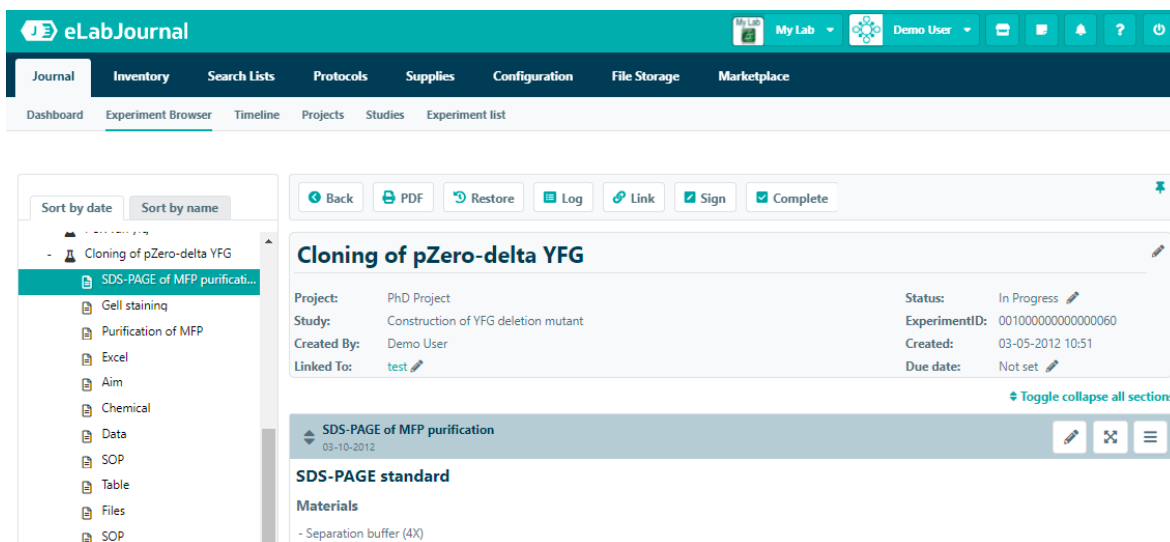 eLabJournal
My Lab
My Lab
Demo User
?
Journal
Inventory
Search Lists
Protocols
Supplies
Configuration
File Storage
Marketplace
Dashboard
Experiment Browser
Timeline
Projects
Studies
Experiment list
Sort by date
Sort by name
- Cloning of pZero-delta YFG
SDS-PAGE of MFP purificati...
Gell staining
Purification of MFP
Excel
Aim
Chemical
Data
SOP
Table
Files
SOP
Back
PDF
Restore
Log
Link
Sign
Complete
Cloning of pZero-delta YFG
Project: PhD Project
Study: Construction of YFG deletion mutant
Created By: Demo User
Linked To: test
Status: In Progress
ExperimentID: 001000000000000060
Created: 03-05-2012 10:51
Due date: Not set
Toggle collapse all sections
SDS-PAGE of MFP purification
03-10-2012
SDS-PAGE standard
Materials
- Separation buffer (4X)